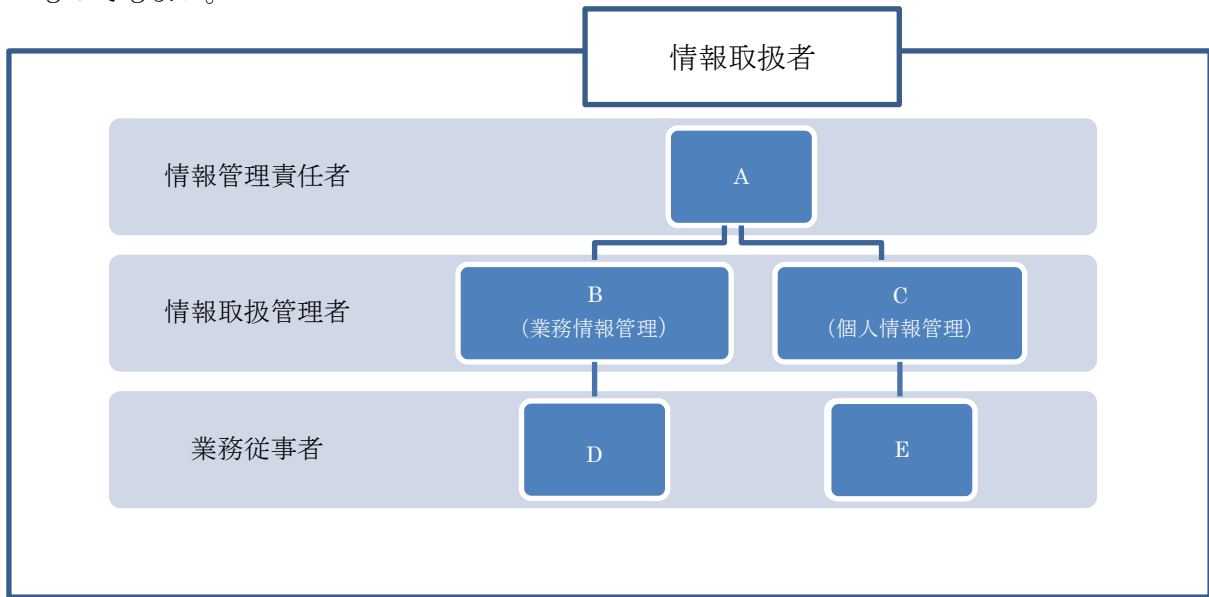 情報取扱者
情報管理責任者
A
情報取扱管理者
B
（業務情報管理）
C
（個人情報管理）
業務従事者
D
E